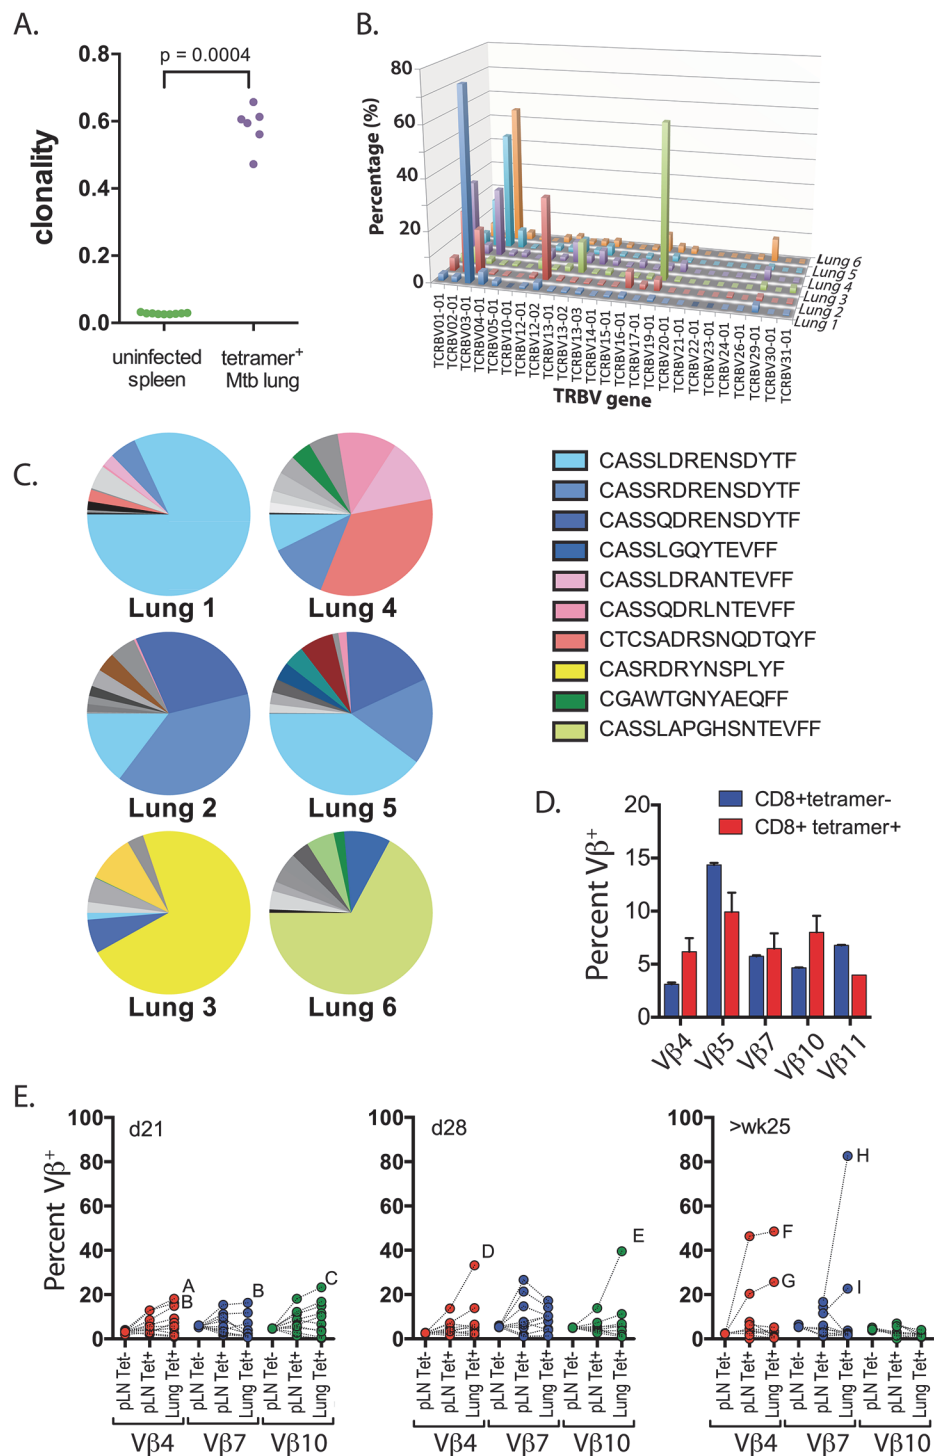 A.
p = 0.0004
clonality
0.8
0.6
0.4
0.2
0.0
uninfected
spleen
tetramer+
Mtb lung
B.
Percentage (%)
80
60
40
20
0
Lung 6
Lung 5
Lung 4
Lung 3
Lung 2
Lung 1
TCRBV01-01
TCRBV02-01
TCRBV03-01
TCRBV04-01
TCRBV05-01
TCRBV10-01
TCRBV12-01
TCRBV12-02
TCRBV13-01
TCRBV13-02
TCRBV13-03
TCRBV14-01
TCRBV15-01
TCRBV16-01
TCRBV17-01
TCRBV19-01
TCRBV20-01
TCRBV21-01
TCRBV22-01
TCRBV23-01
TCRBV24-01
TCRBV26-01
TCRBV29-01
TCRBV30-01
TCRBV31-01
TRBV gene
C.
Lung 1
Lung 4
Lung 2
Lung 5
Lung 3
Lung 6
CASSLDRENSDYTF
CASSRDRENSDYTF
CASSQDRENSDYTF
CASSLGQYTEVFF
CASSLDRANTEVFF
CASSQDRLNTEVFF
CTCSADRSNQDTQYF
CASRDRYNSPLYF
CGAWTGNYAEQFF
CASSLAPGHSNTEVFF
D.
CD8+tetramer-
CD8+ tetramer+
Percent Vβ+
20
15
10
5
0
Vβ4
Vβ5
Vβ7
Vβ10
Vβ11
E.
Percent Vβ+
100
80
60
40
20
0
d21
A
B
B
C
pLN Tet-
pLN Tet+
Lung Tet+
pLN Tet-
pLN Tet+
Lung Tet+
pLN Tet-
pLN Tet+
Lung Tet+
Vβ4
Vβ7
Vβ10
100
80
60
40
20
0
d28
D
E
pLN Tet-
pLN Tet+
Lung Tet+
pLN Tet-
pLN Tet+
Lung Tet+
pLN Tet-
pLN Tet+
Lung Tet+
Vβ4
Vβ7
Vβ10
100
80
60
40
20
0
>wk25
F
G
H
I
pLN Tet-
pLN Tet+
Lung Tet+
pLN Tet-
pLN Tet+
Lung Tet+
pLN Tet-
pLN Tet+
Lung Tet+
Vβ4
Vβ7
Vβ10